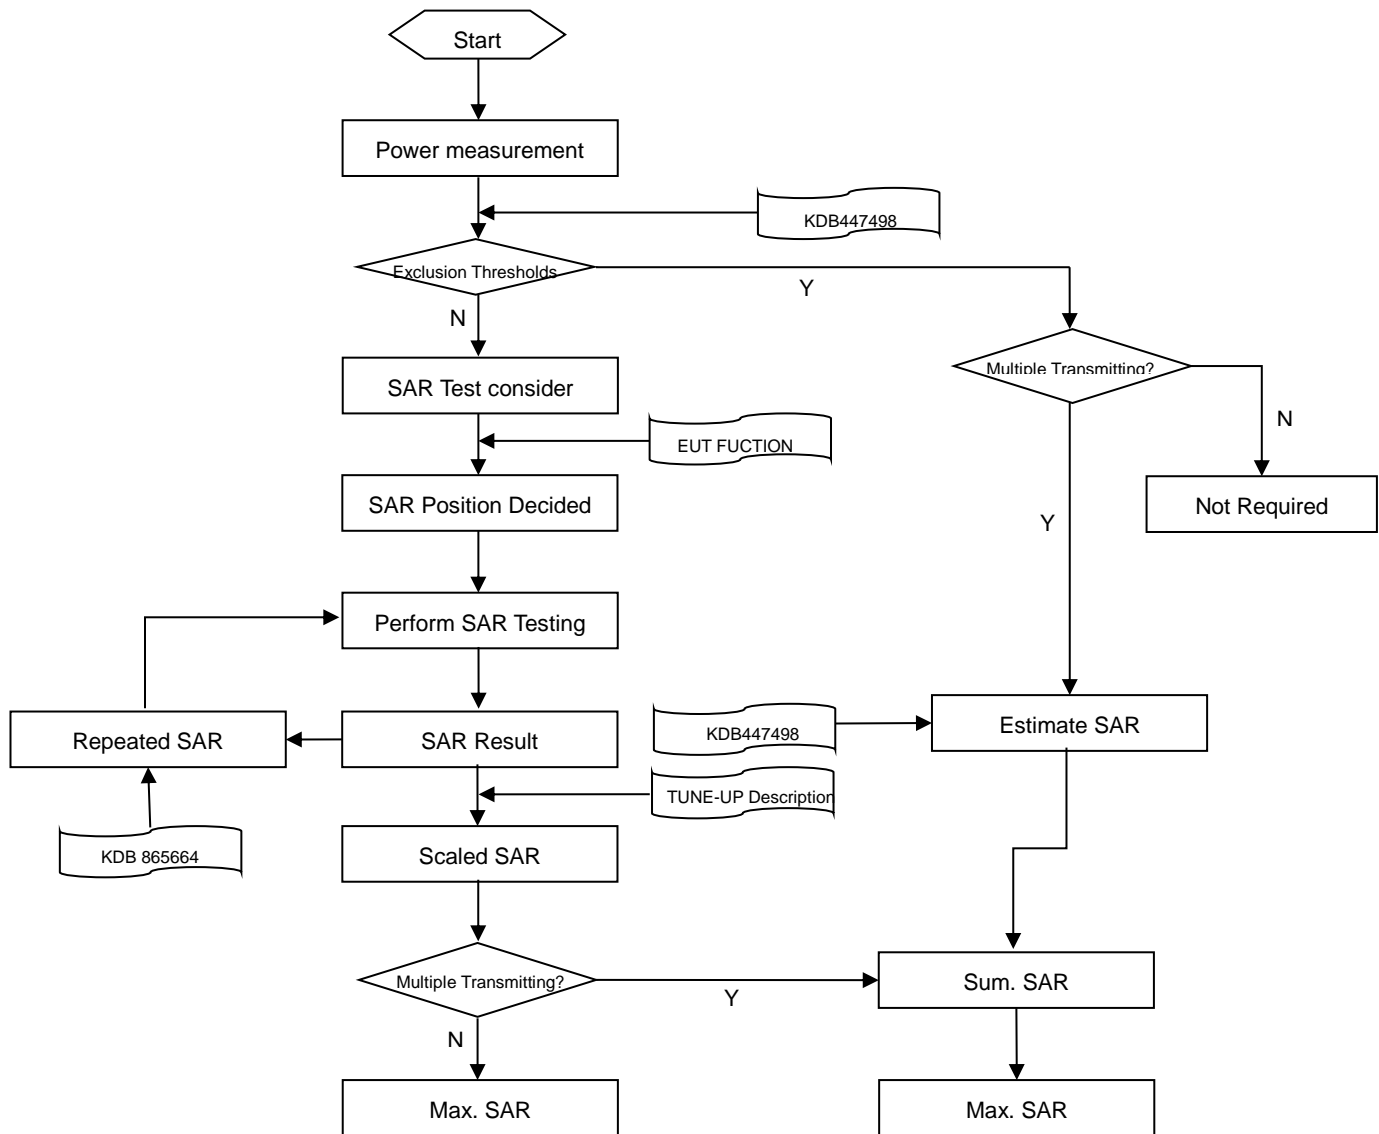 Start
Power measurement
KDB447498
Exclusion Thresholds
Y
N
Multiple Transmitting?
SAR Test consider
N
EUT FUCTION
SAR Position Decided
Not Required
Y
Perform SAR Testing
Repeated SAR
SAR Result
KDB447498
Estimate SAR
TUNE-UP Description
KDB 865664
Scaled SAR
Multiple Transmitting?
Y
Sum. SAR
N
Max. SAR
Max. SAR